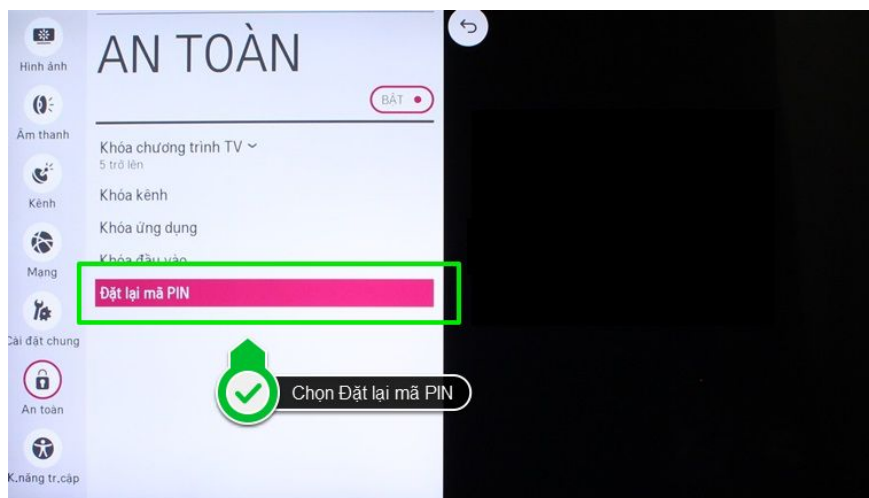 AN TOÀN
BẬT
Hình ảnh
Âm thanh
Kênh
Mạng
Cài đặt chung
An toàn
K.năng tr.cập
Khóa chương trình TV
5 trở lên
Khóa kênh
Khóa ứng dụng
Khóa đầu vào
Đặt lại mã PIN
Chọn Đặt lại mã PIN